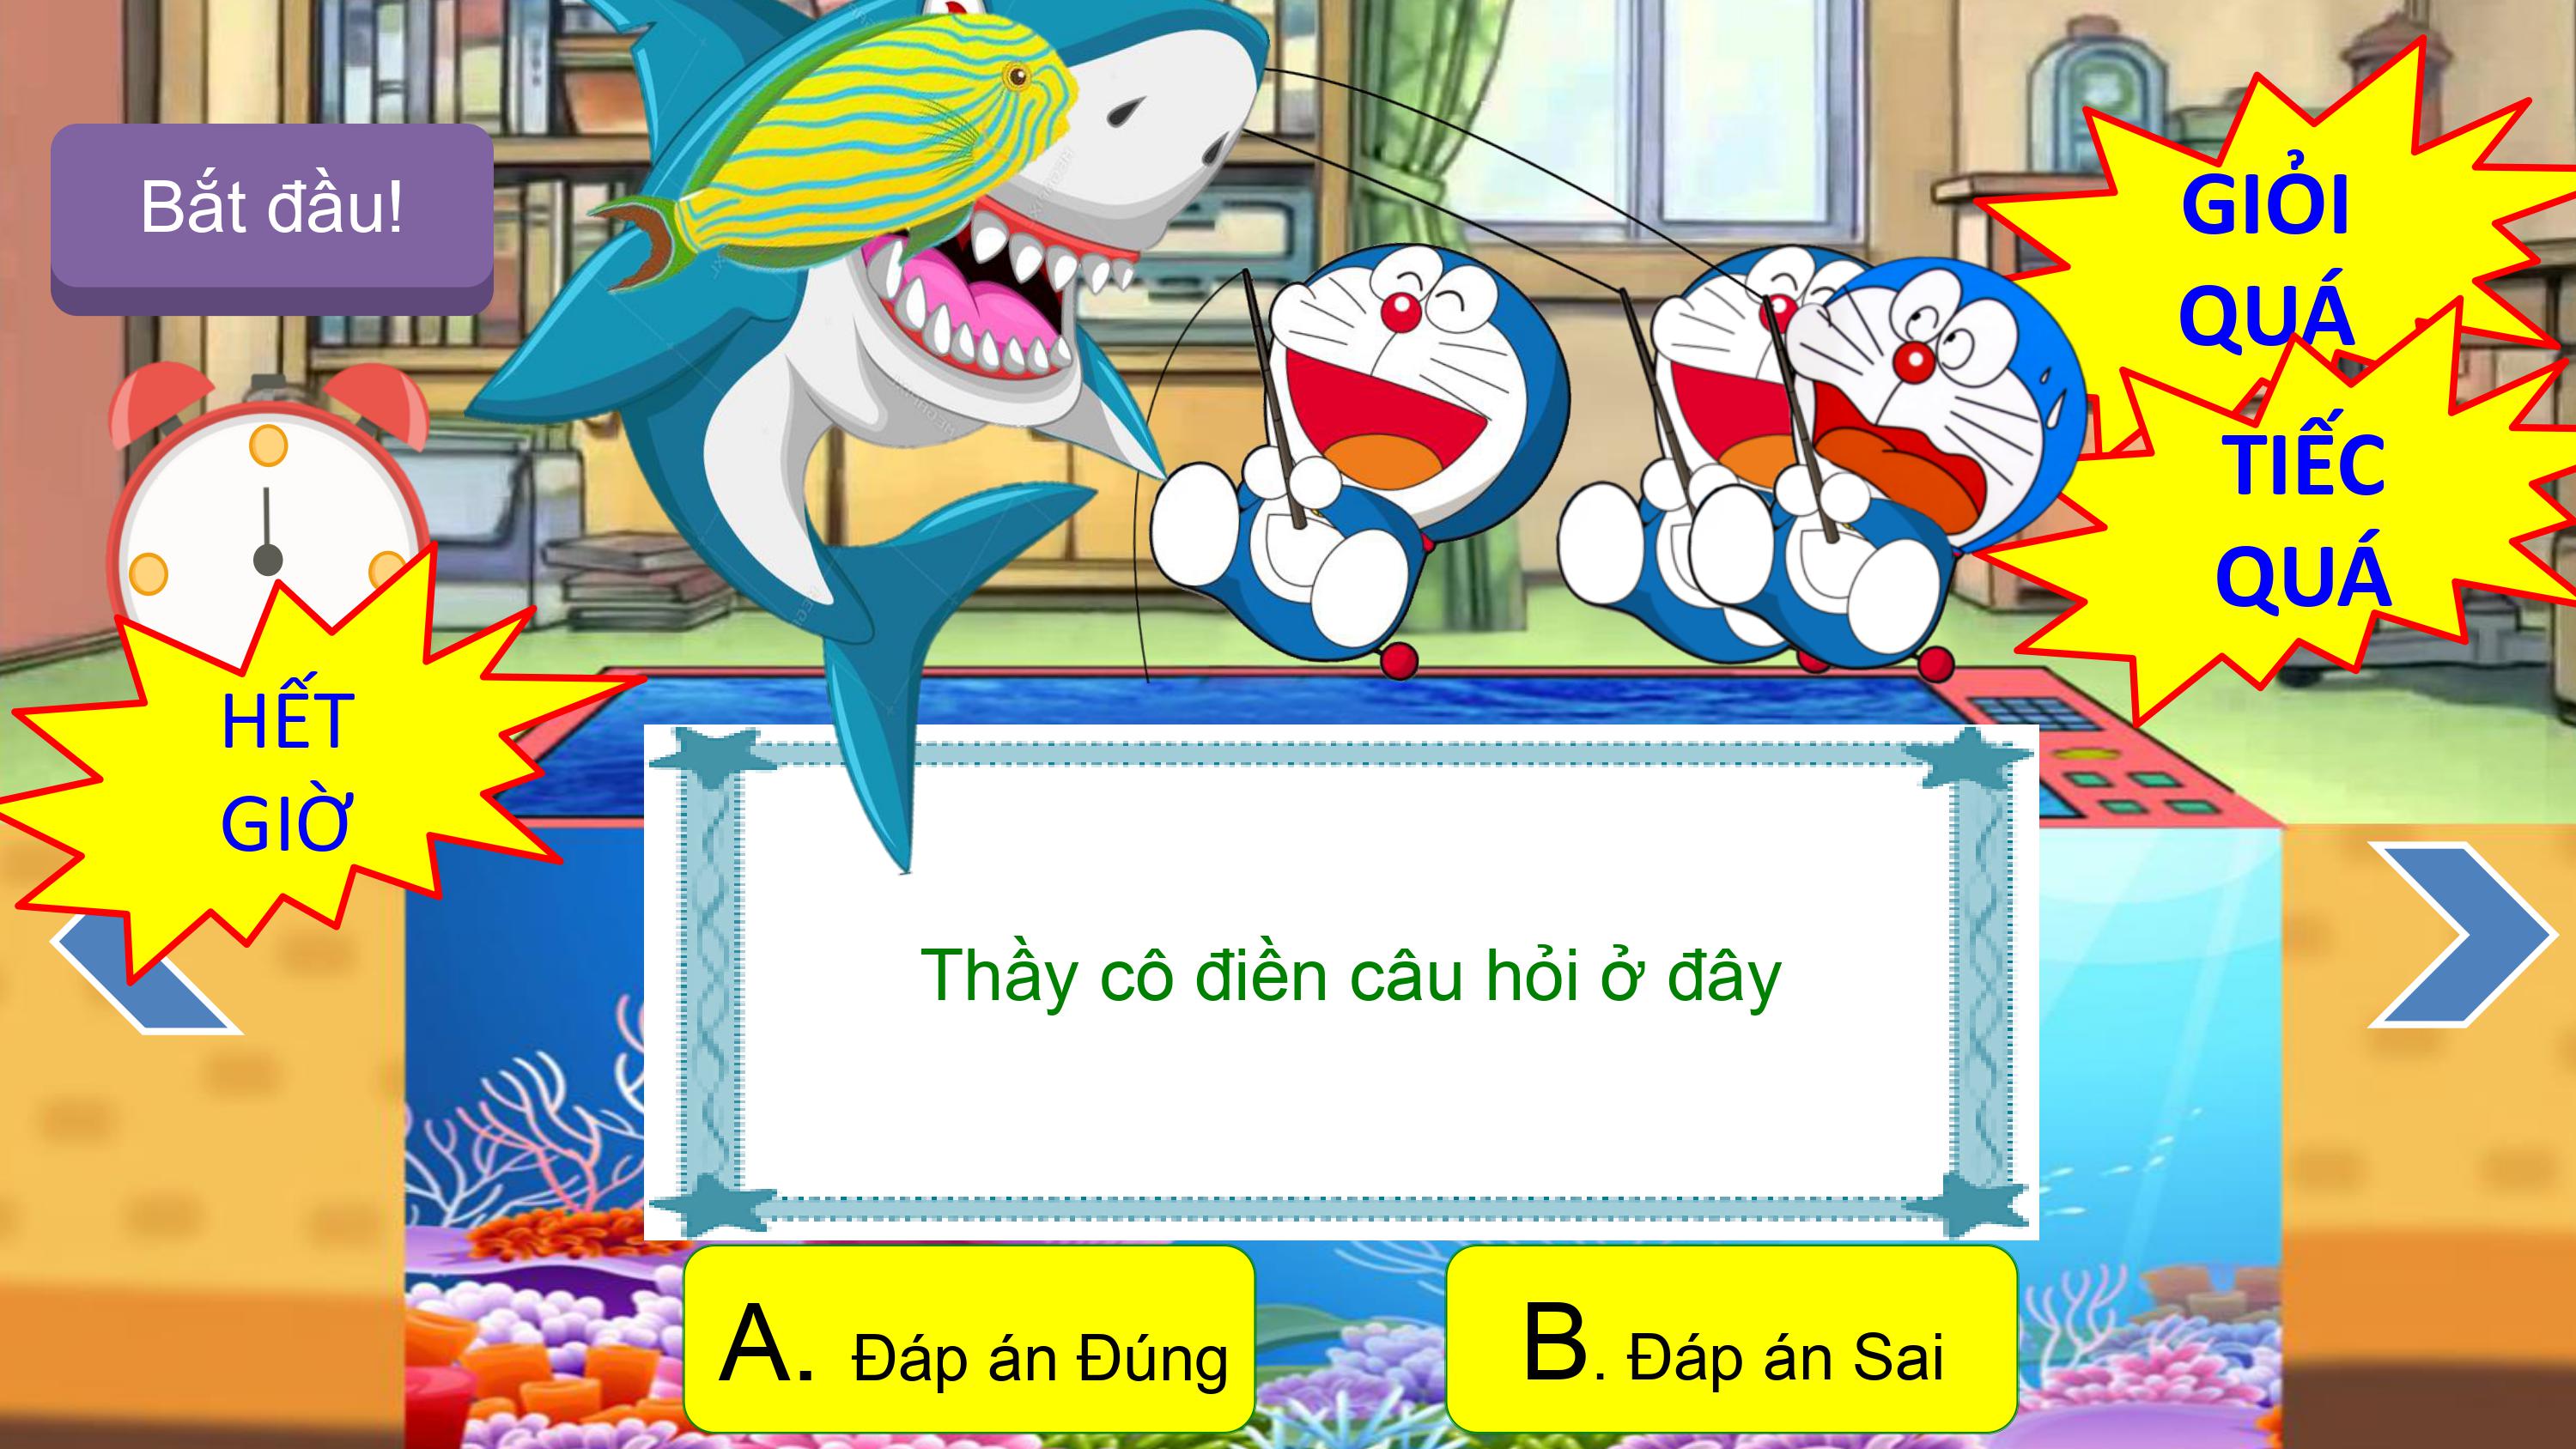 Bắt đầu!
GIỎI
QUÁ
TIẾC
QUÁ
HẾT
GIỜ
Thầy cô điền câu hỏi ở đây
A. Đáp án Đúng
B. Đáp án Sai